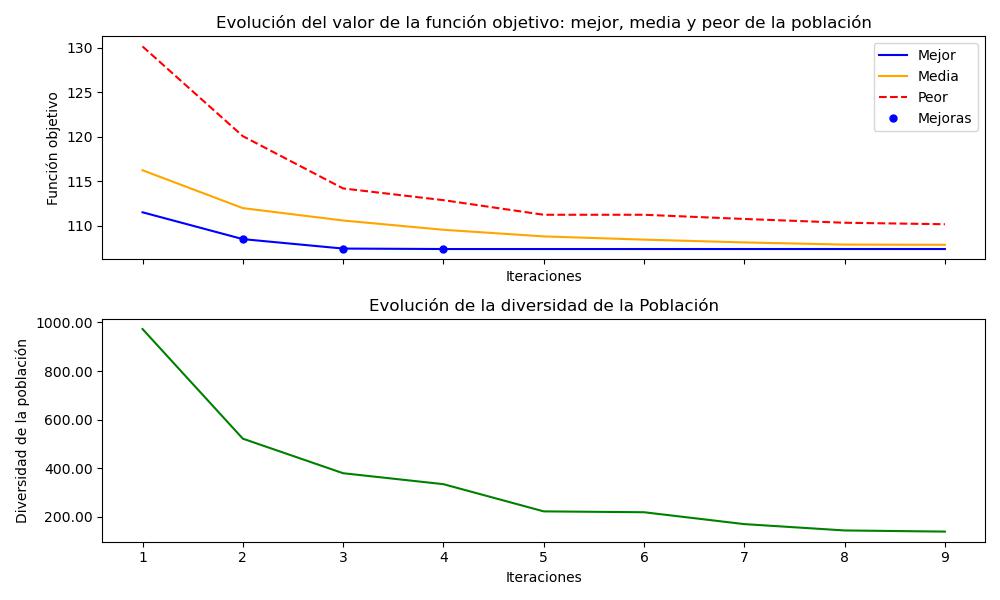 Evolución del valor de la función objetivo: mejor, media y peor de la población
Función objetivo
130
125
120
115
110
Mejor
Media
Peor
Mejoras
Iteraciones
Evolución de la diversidad de la Población
Diversidad de la población
1000.00
800.00
600.00
400.00
200.00
1 2 3 4 5 6 7 8 9
Iteraciones